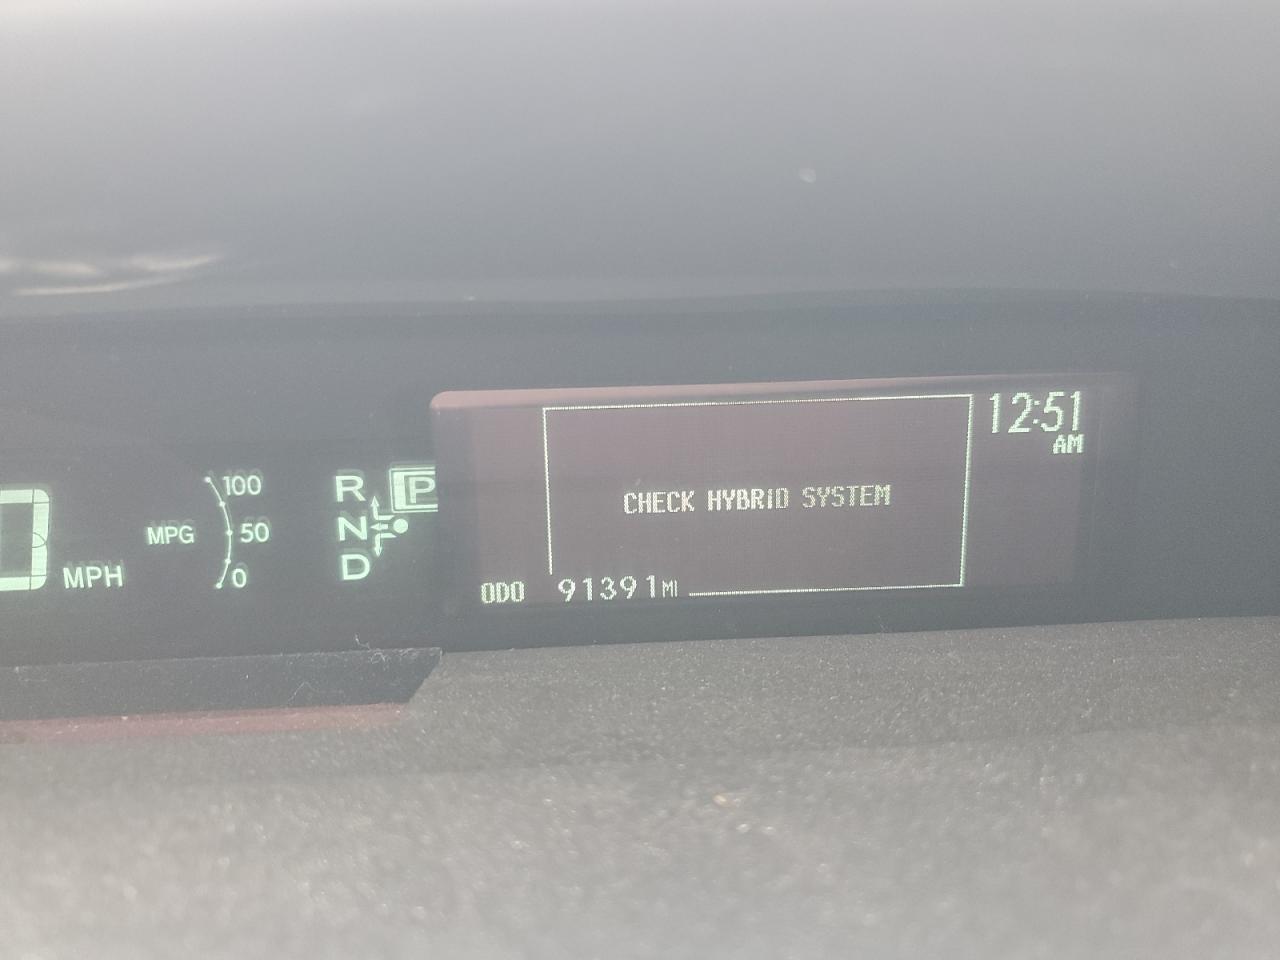 12:51
AM
100
MPG
50
0
MPH
R
P
N
D
CHECK HYBRID SYSTEM
ODO 91391MI